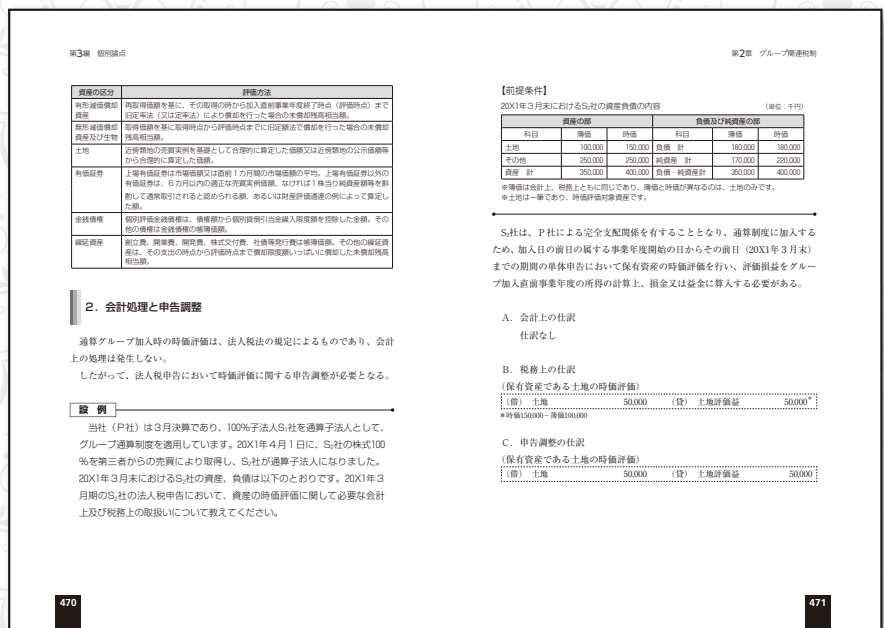 第3編　個別論点
資産の区分　評価方法
有形減価償却資産　再取得価額を基に、その取得の時から加入直前事業年度終了時点（評価時点）まで
旧定率法（又は定率法）により償却を行った場合の未償却残高相当額。
無形減価償却資産及び生物　取得価額を基に取得時点から評価時点までに旧定額法で償却を行った場合の未償却
残高相当額。
土地　近傍類地の売買実例を基礎として合理的に算定した価額又は近傍類地の公示価額等
から合理的に算定した価額。
有価証券　上場有価証券は市場価額又は直前1カ月間の市場価額の平均。上場有価証券以外の
有価証券は、6カ月以内の適正な売買実例価額、なければ1株当り純資産額等を斟
酌して通常取引されると認められる額、あるいは財産評価通達の例によって算定し
た額。
金銭債権　個別評価金銭債権は、債権額から個別貸倒引当金繰入限度額を控除した金額。その
他の債権は金銭債権の帳簿価額。
繰延資産　創立費、開業費、開発費、株式交付費、社債等発行費は帳簿価額。その他の繰延資
産は、その支出の時点から評価時点まで償却限度額いっぱいに償却した未償却残高
相当額。
2．会計処理と申告調整
通算グループ加入時の時価評価は、法人税法の規定によるものであり、会計
上の処理は発生しない。
したがって、法人税申告において時価評価に関する申告調整が必要となる。
設　例
当社（P社）は3月決算であり、100%子法人S₁社を通算子法人として、
グループ通算制度を適用しています。20X1年4月1日に、S₂社の株式100
%を第三者からの売買により取得し、S₂社が通算子法人になりました。
20X1年3月末におけるS₂社の資産、負債は以下のとおりです。20X1年3
月期のS₂社の法人税申告において、資産の時価評価に関して必要な会計
上及び税務上の取扱いについて教えてください。
470
第2章　グループ関連税制
【前提条件】
20X1年3月末におけるS₂社の資産負債の内容　（単位：千円）
資産の部　負債及び純資産の部
科目　簿価　時価　科目　簿価　時価
土地　100,000　150,000　負債　計　180,000　180,000
その他　250,000　250,000　純資産　計　170,000　220,000
資産　計　350,000　400,000　負債・純資産計　350,000　400,000
※簿価は会計上、税務上ともに同じであり、簿価と時価が異なるのは、土地のみです。
※土地は一筆であり、時価評価対象資産です。
S₂社は、P社による完全支配関係を有することとなり、通算制度に加入する
ため、加入日の前日の属する事業年度開始の日からその前日（20X1年3月末）
までの期間の単体申告において保有資産の時価評価を行い、評価損益をグルー
プ加入直前事業年度の所得の計算上、損金又は益金に算入する必要がある。
A．会計上の仕訳
仕訳なし
B．税務上の仕訳
（保有資産である土地の時価評価）
（借）　土地　50,000　（貸）　土地評価益　50,000*
＊時価150,000－簿価100,000
C．申告調整の仕訳
（保有資産である土地の時価評価）
（借）　土地　50,000　（貸）　土地評価益　50,000
471